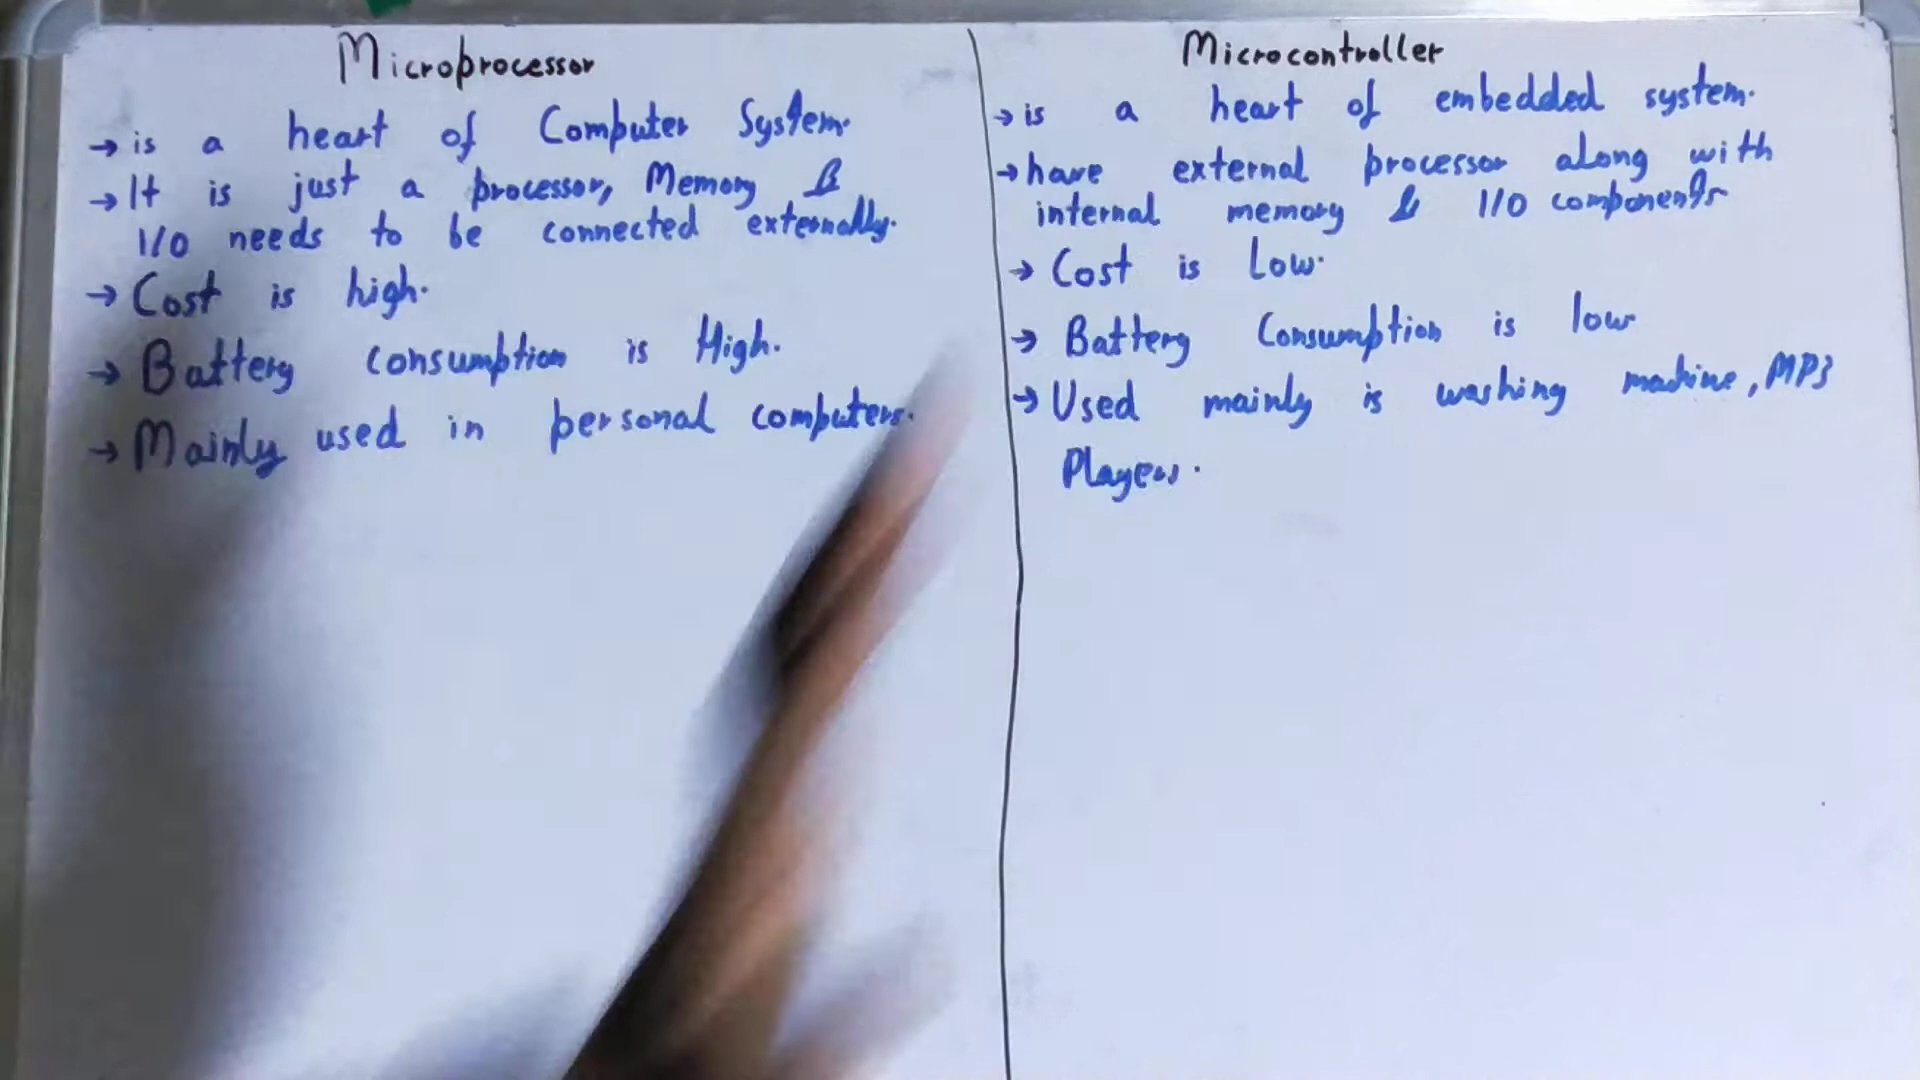 Microprocessor
→ is a heart of Computer System.
→ It is just a processor, Memory &
I/O needs to be connected externally.
→ Cost is high.
→ Battery consumption is High.
→ Mainly used in personal computers.
Microcontroller
→ is a heart of embedded system.
→ have external processor along with
internal memory & I/O components
→ Cost is Low.
→ Battery Consumption is low
→ Used mainly is washing machine, MP3
Players.